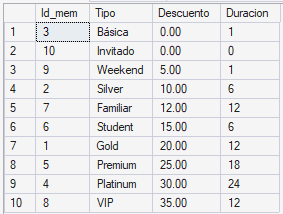 Id_mem Tipo Descuento Duracion
1 3 Básica 0.00 1
2 10 Invitado 0.00 0
3 9 Weekend 5.00 1
4 2 Silver 10.00 6
5 7 Familiar 12.00 12
6 6 Student 15.00 6
7 1 Gold 20.00 12
8 5 Premium 25.00 18
9 4 Platinum 30.00 24
10 8 VIP 35.00 12